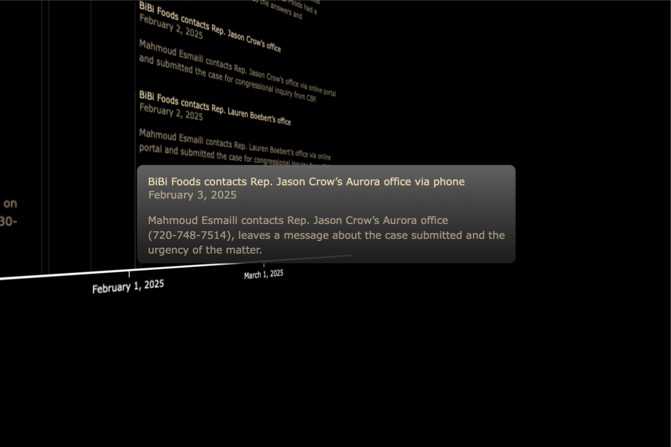 the answers and
BiBi Foods contacts Rep. Jason Crow's office
February 2, 2025
Mahmoud Esmaili contacts Rep. Jason Crow's office via online portal
and submitted the case for congressional inquiry from CBP.
BiBi Foods contacts Rep. Lauren Boebert's office
February 2, 2025
Mahmoud Esmaili contacts Rep. Lauren Boebert's office via online
portal and submitted the case for congressional inquiry
BiBi Foods contacts Rep. Jason Crow's Aurora office via phone
February 3, 2025
on
30-
Mahmoud Esmaili contacts Rep. Jason Crow's Aurora office
(720-748-7514), leaves a message about the case submitted and the
urgency of the matter.
February 1, 2025
March 1, 2025